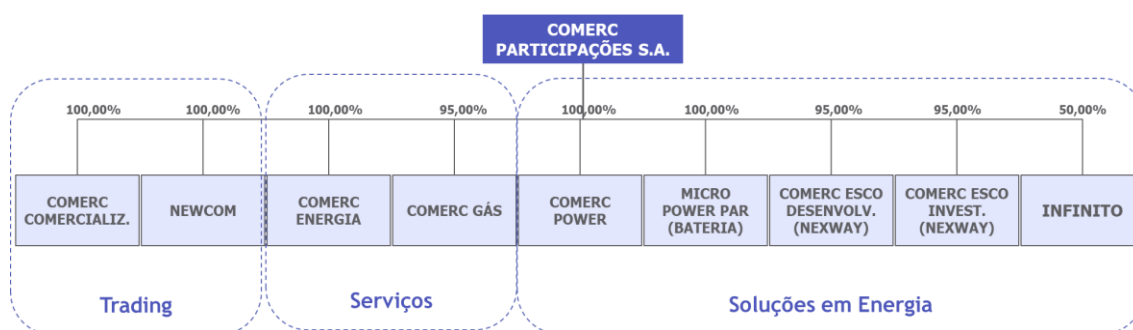 COMERC
PARTICIPAÇÕES S.A.
100,00%
100,00%
100,00%
95,00%
100,00%
100,00%
95,00%
95,00%
50,00%
COMERC
COMERCIALIZ.
NEWCOM
COMERC
ENERGIA
COMERC GÁS
COMERC
POWER
MICRO
POWER PAR
(BATERIA)
COMERC ESCO
DESENVOLV.
(NEXWAY)
COMERC ESCO
INVEST.
(NEXWAY)
INFINITO
Trading
Serviços
Soluções em Energia